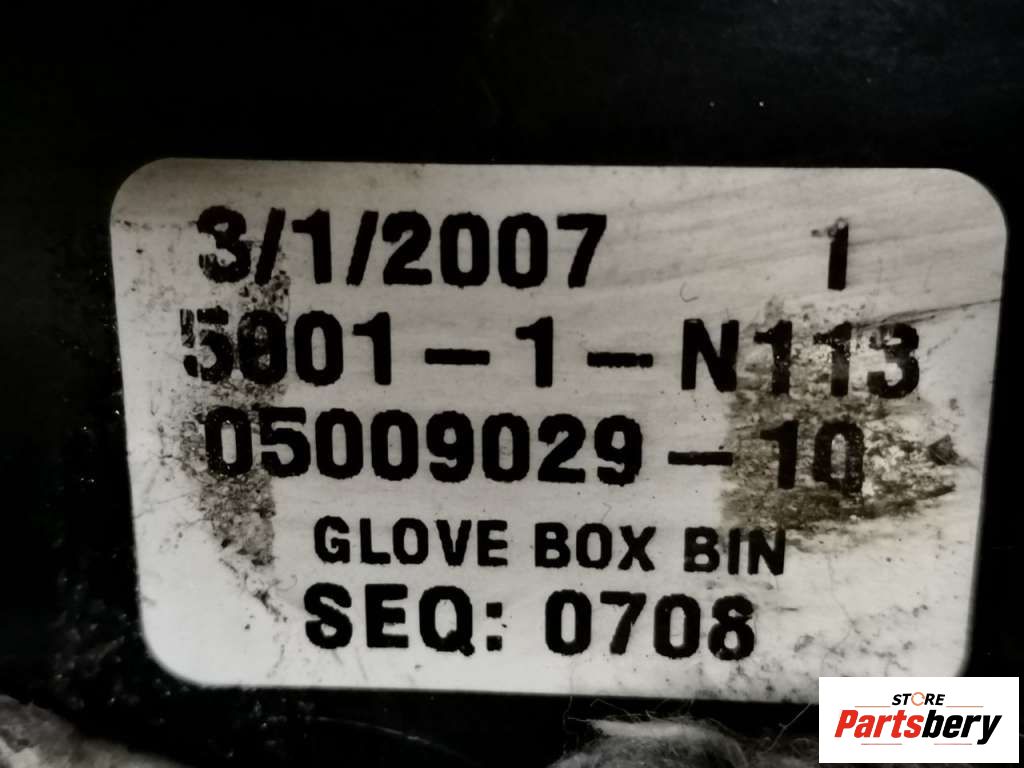 3/1/2007 1
5001-1-N113
05009029-10
GLOVE BOX BIN
SEQ: 0708
STORE
Partsbery